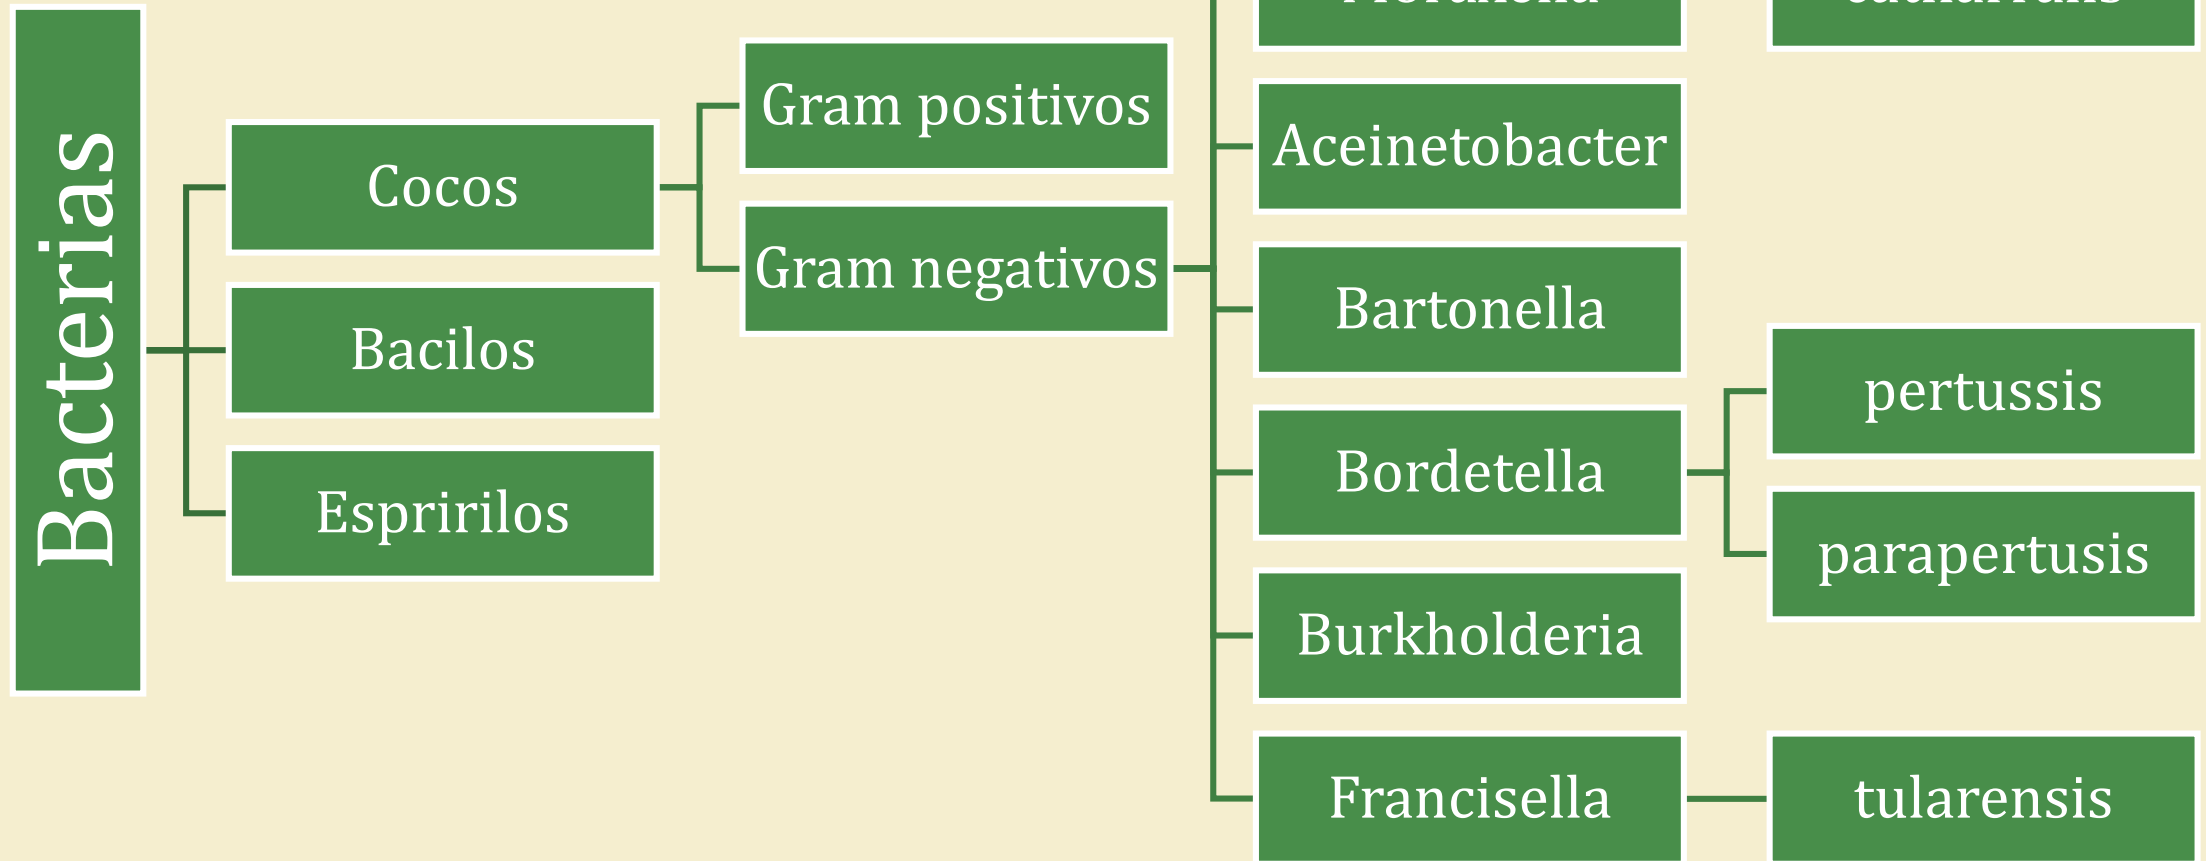 Bacterias
Cocos
Bacilos
Espririlos
Gram positivos
Gram negativos
Aceinetobacter
Bartonella
Bordetella
pertussis
parapertusis
Burkholderia
Francisella
tularensis